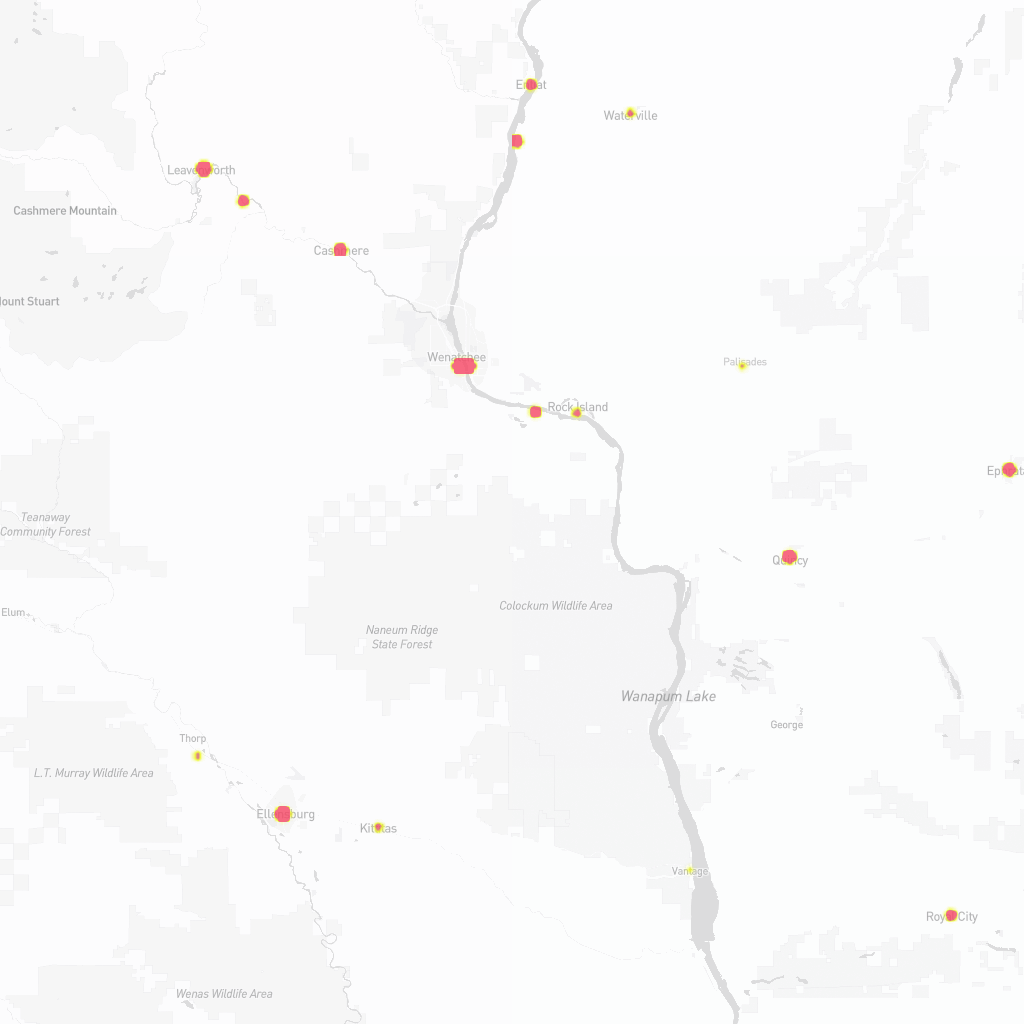 Entiat
Waterville
Leavenworth
Cashmere Mountain
Cashmere
Mount Stuart
Wenatchee
Palisades
Rock Island
Ephrata
Teanaway
Community Forest
Quincy
Elum
Colockum Wildlife Area
Naneum Ridge
State Forest
Wanapum Lake
George
Thorp
L.T. Murray Wildlife Area
Ellensburg
Kittitas
Vantage
Royal City
Wenas Wildlife Area